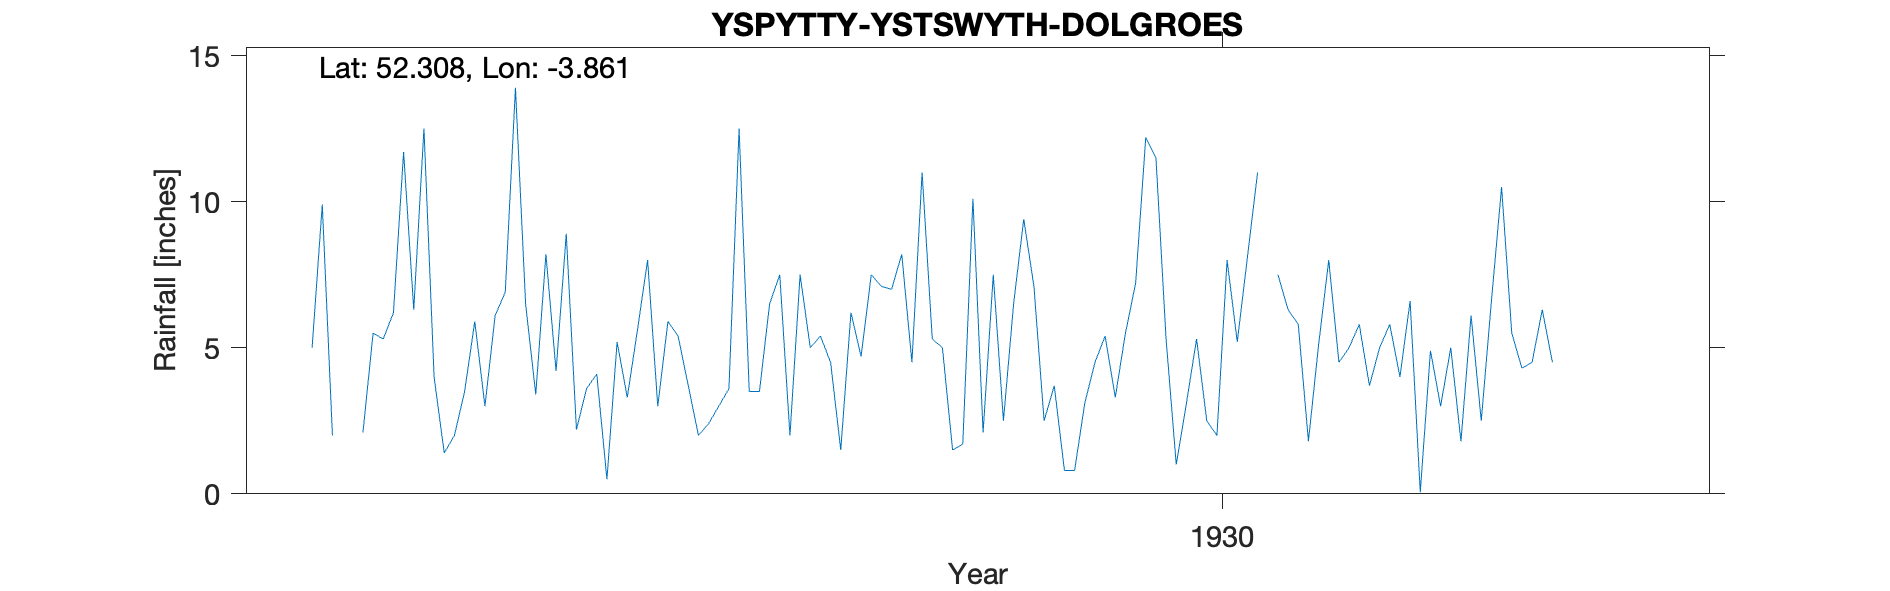 YSPYTTY-YSTSWYTH-DOLGROES
Lat: 52.308, Lon: -3.861
15
10
5
0
Rainfall [inches]
1930
Year